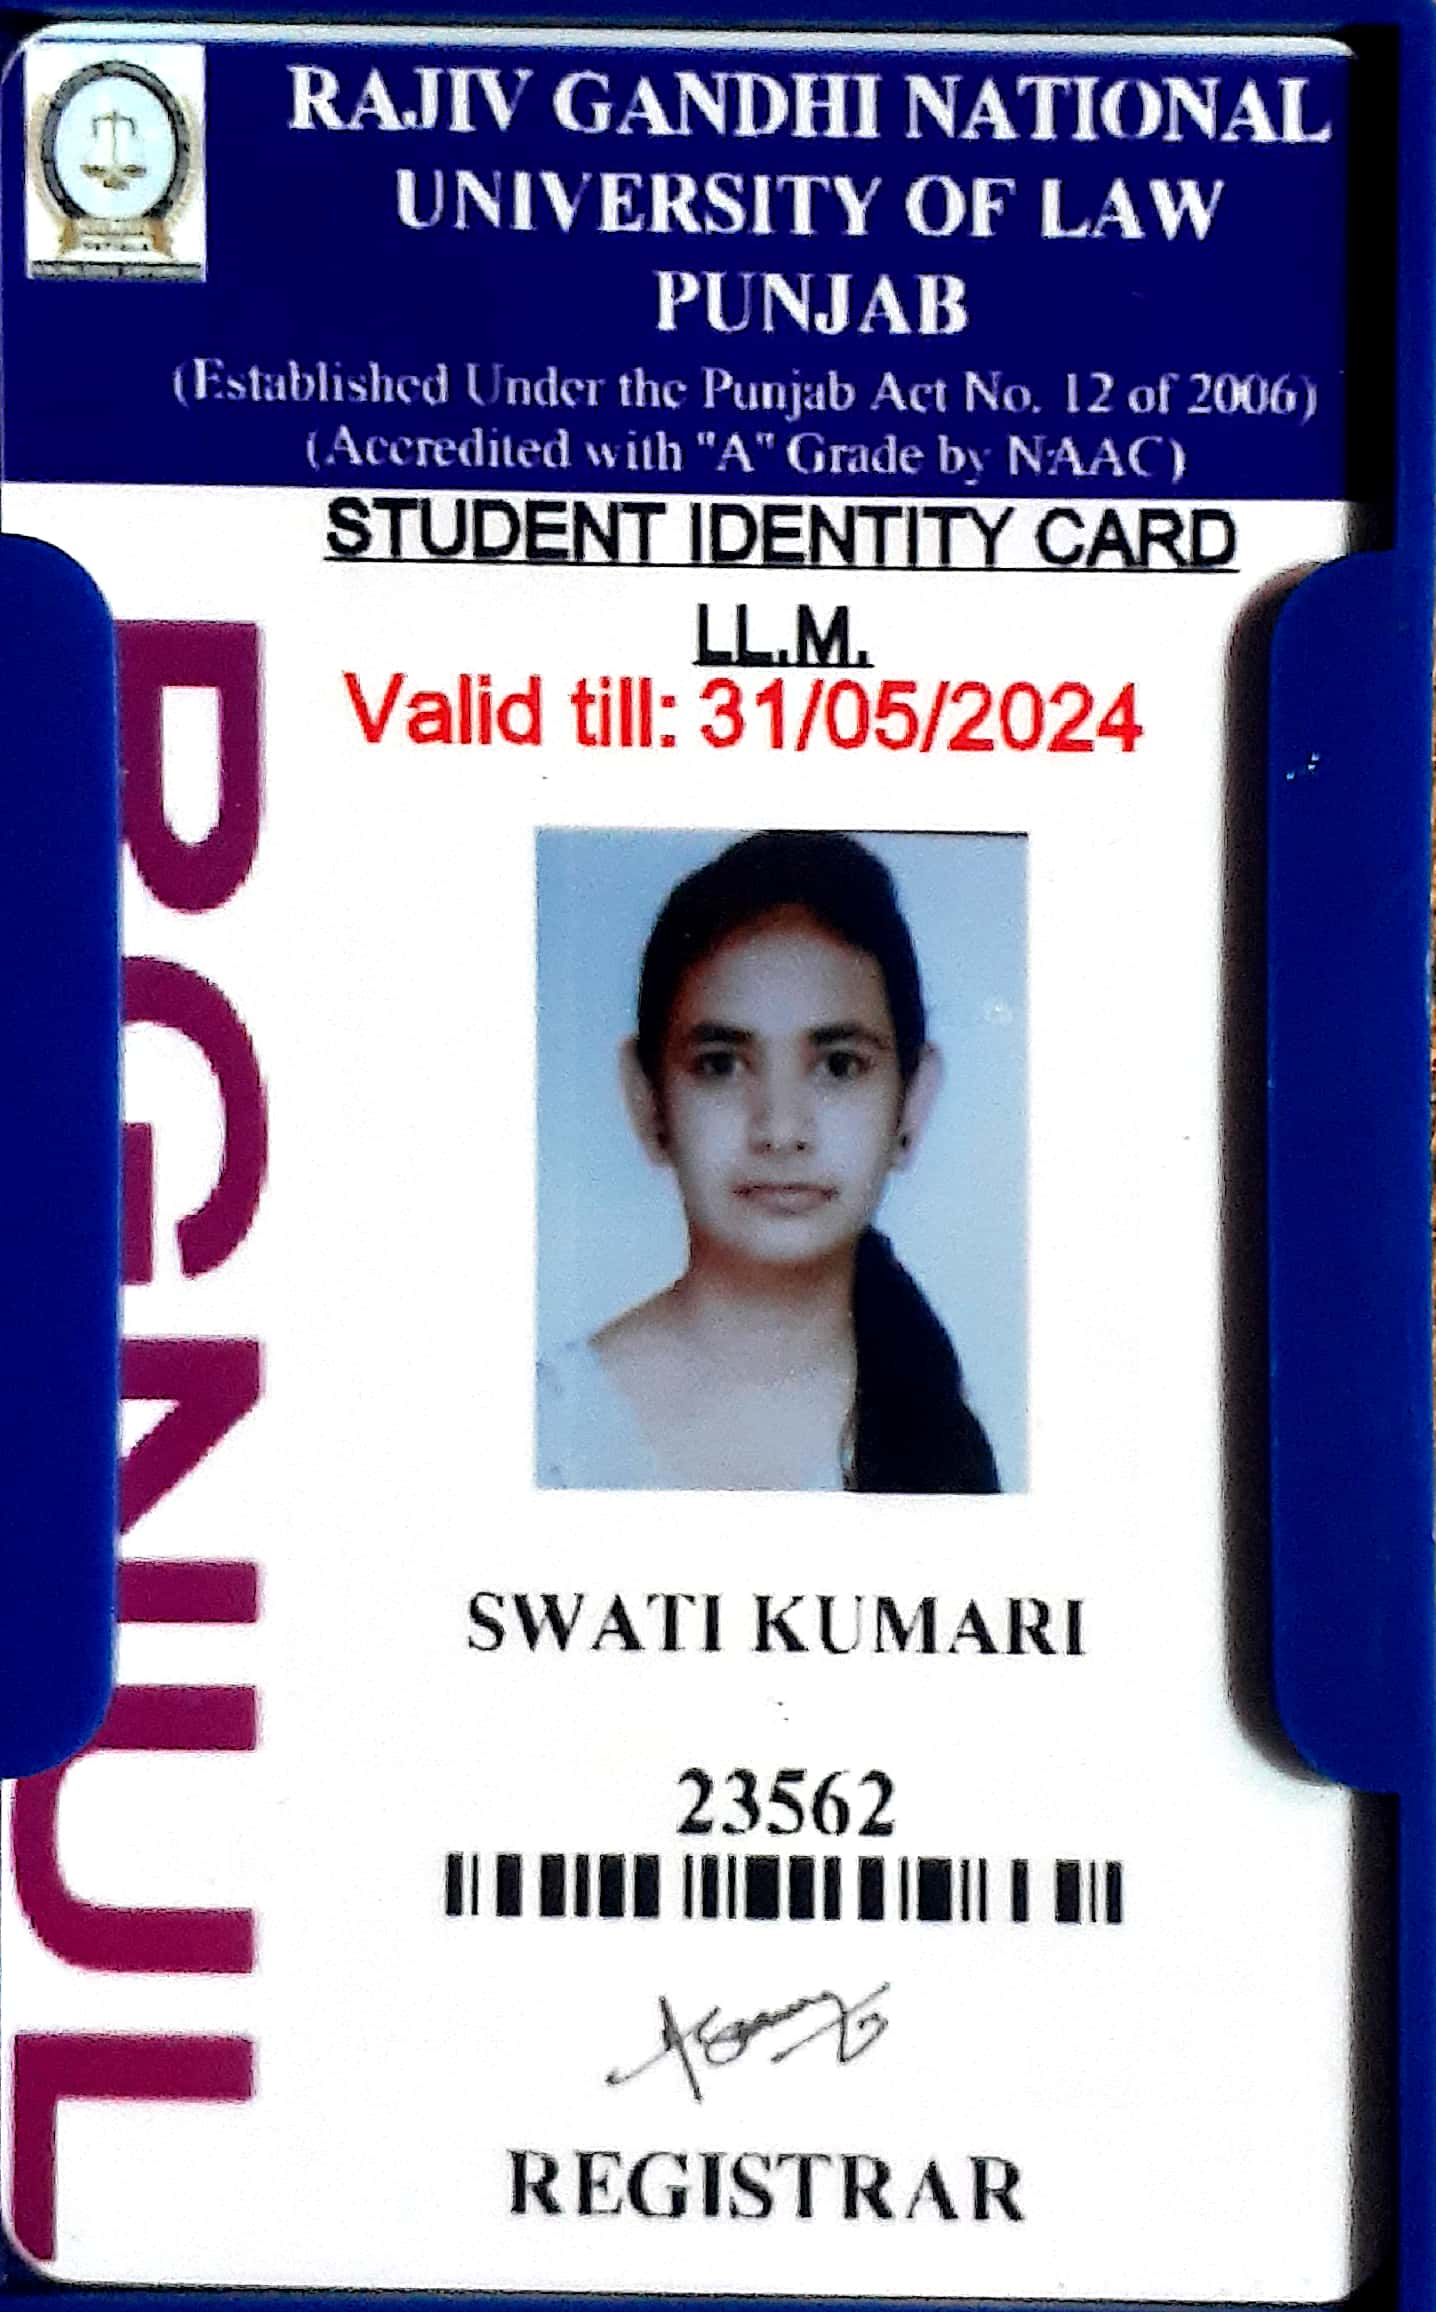 RAJIV GANDHI NATIONAL
UNIVERSITY OF LAW
PUNJAB
(Established Under the Punjab Act No. 12 of 2006)
(Accredited with "A" Grade by NAAC)
STUDENT IDENTITY CARD
LL.M.
Valid till: 31/05/2024
RGNUL
SWATI KUMARI
23562
REGISTRAR